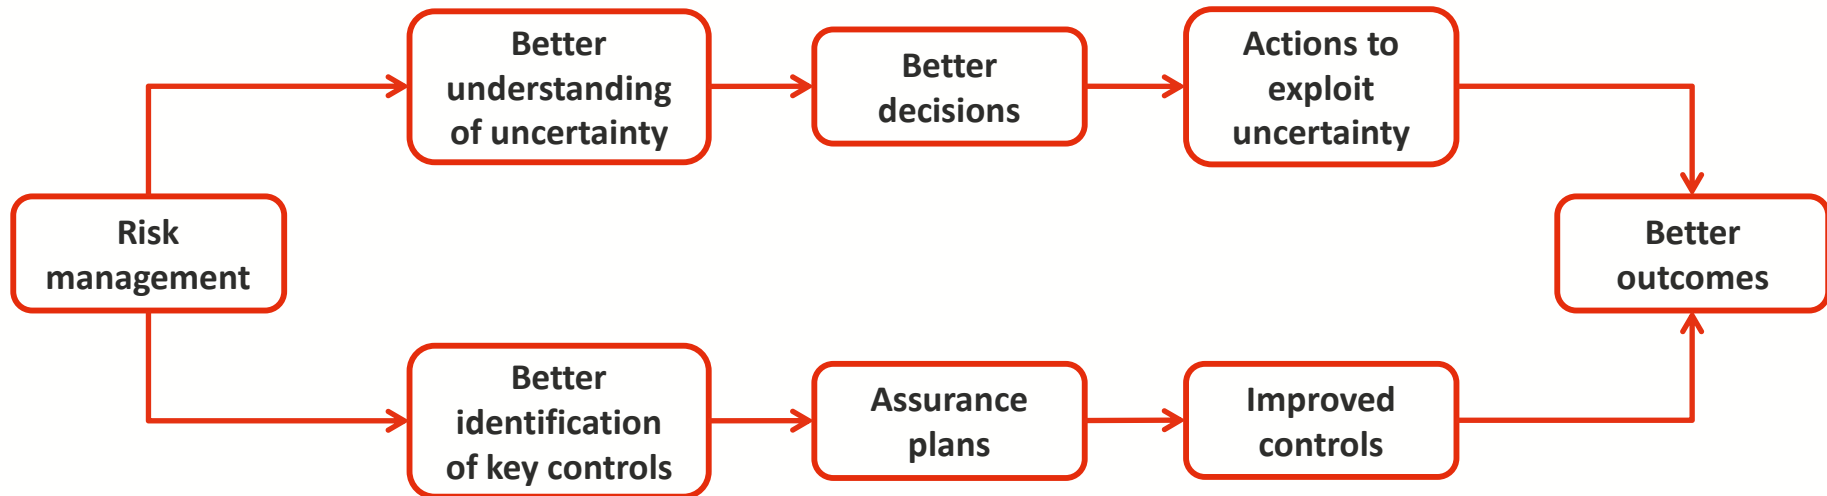 Risk
management
Better
understanding
of uncertainty
Better
decisions
Actions to
exploit
uncertainty
Better
identification
of key controls
Assurance
plans
Improved
controls
Better
outcomes